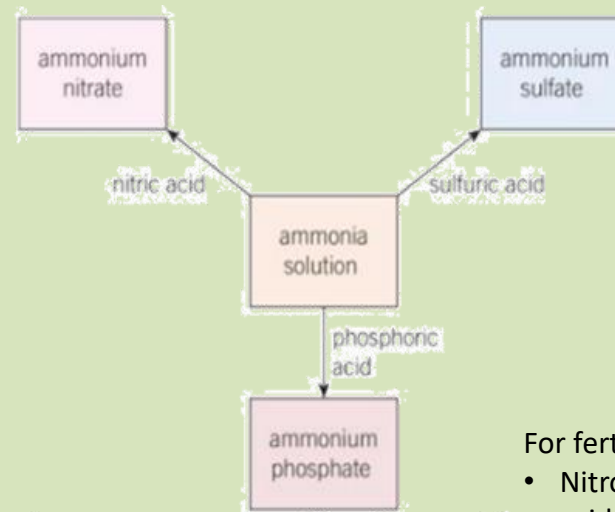 ammonium
nitrate
ammonium
sulfate
nitric acid
sulfuric acid
ammonia
solution
phosphoric
acid
ammonium
phosphate
For fert
• Nitro